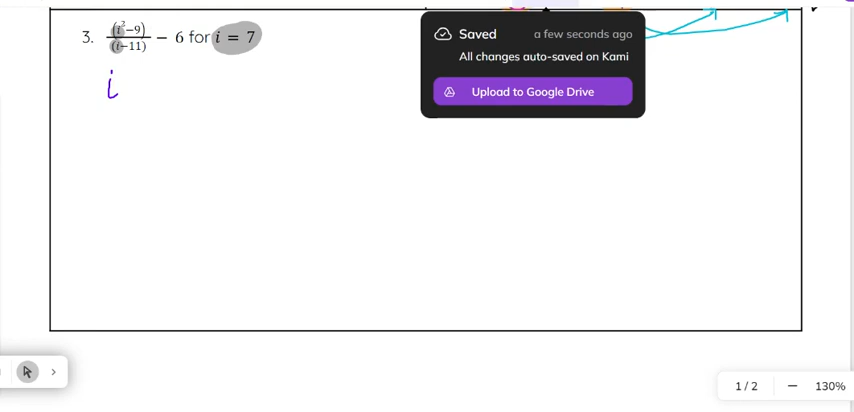 3. (i²−9)/(i−11) − 6 for i = 7
i
Saved a few seconds ago
All changes auto-saved on Kami
Upload to Google Drive
1 / 2 − 130%